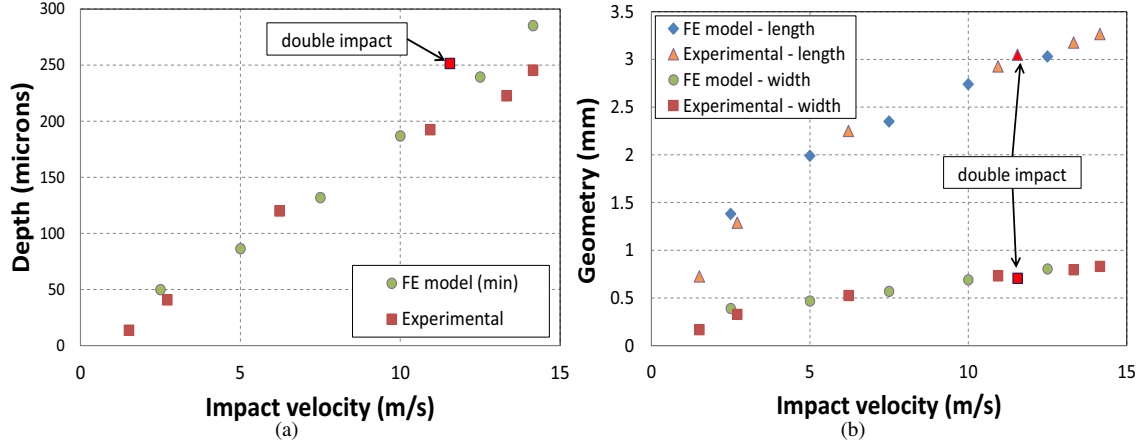 300
250
200
150
100
50
0
Depth (microns)
double impact
FE model (min)
Experimental
0
5
10
15
Impact velocity (m/s)
(a)
3.5
3
2.5
2
1.5
1
0.5
0
Geometry (mm)
FE model - length
Experimental - length
FE model - width
Experimental - width
double impact
0
5
10
15
Impact velocity (m/s)
(b)